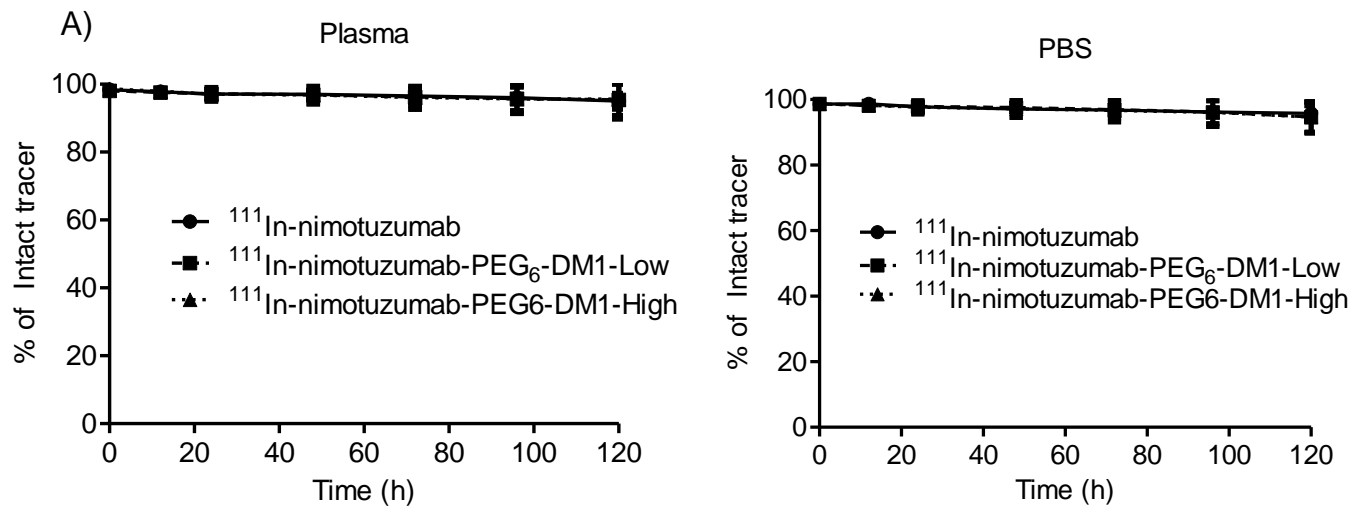 A)
Plasma
% of Intact tracer
100
80
60
40
20
0
¹¹¹In-nimotuzumab
¹¹¹In-nimotuzumab-PEG₆-DM1-Low
¹¹¹In-nimotuzumab-PEG6-DM1-High
0 20 40 60 80 100 120
Time (h)
PBS
% of Intact tracer
100
80
60
40
20
0
¹¹¹In-nimotuzumab
¹¹¹In-nimotuzumab-PEG₆-DM1-Low
¹¹¹In-nimotuzumab-PEG6-DM1-High
0 20 40 60 80 100 120
Time (h)